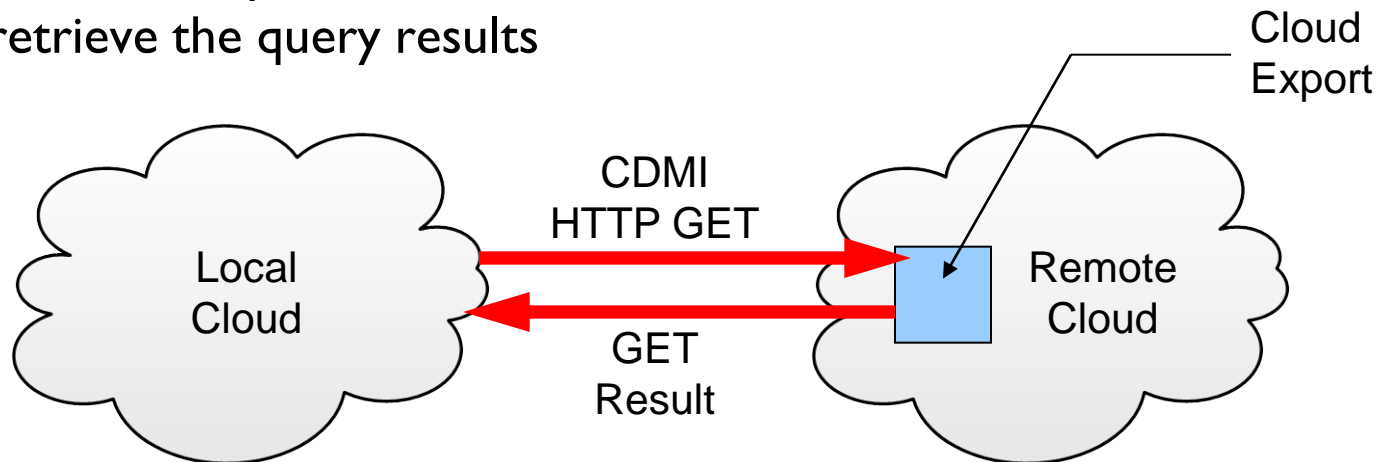 retrieve the query results
Cloud
Export
CDMI
HTTP GET
Local
Cloud
Remote
Cloud
GET
Result